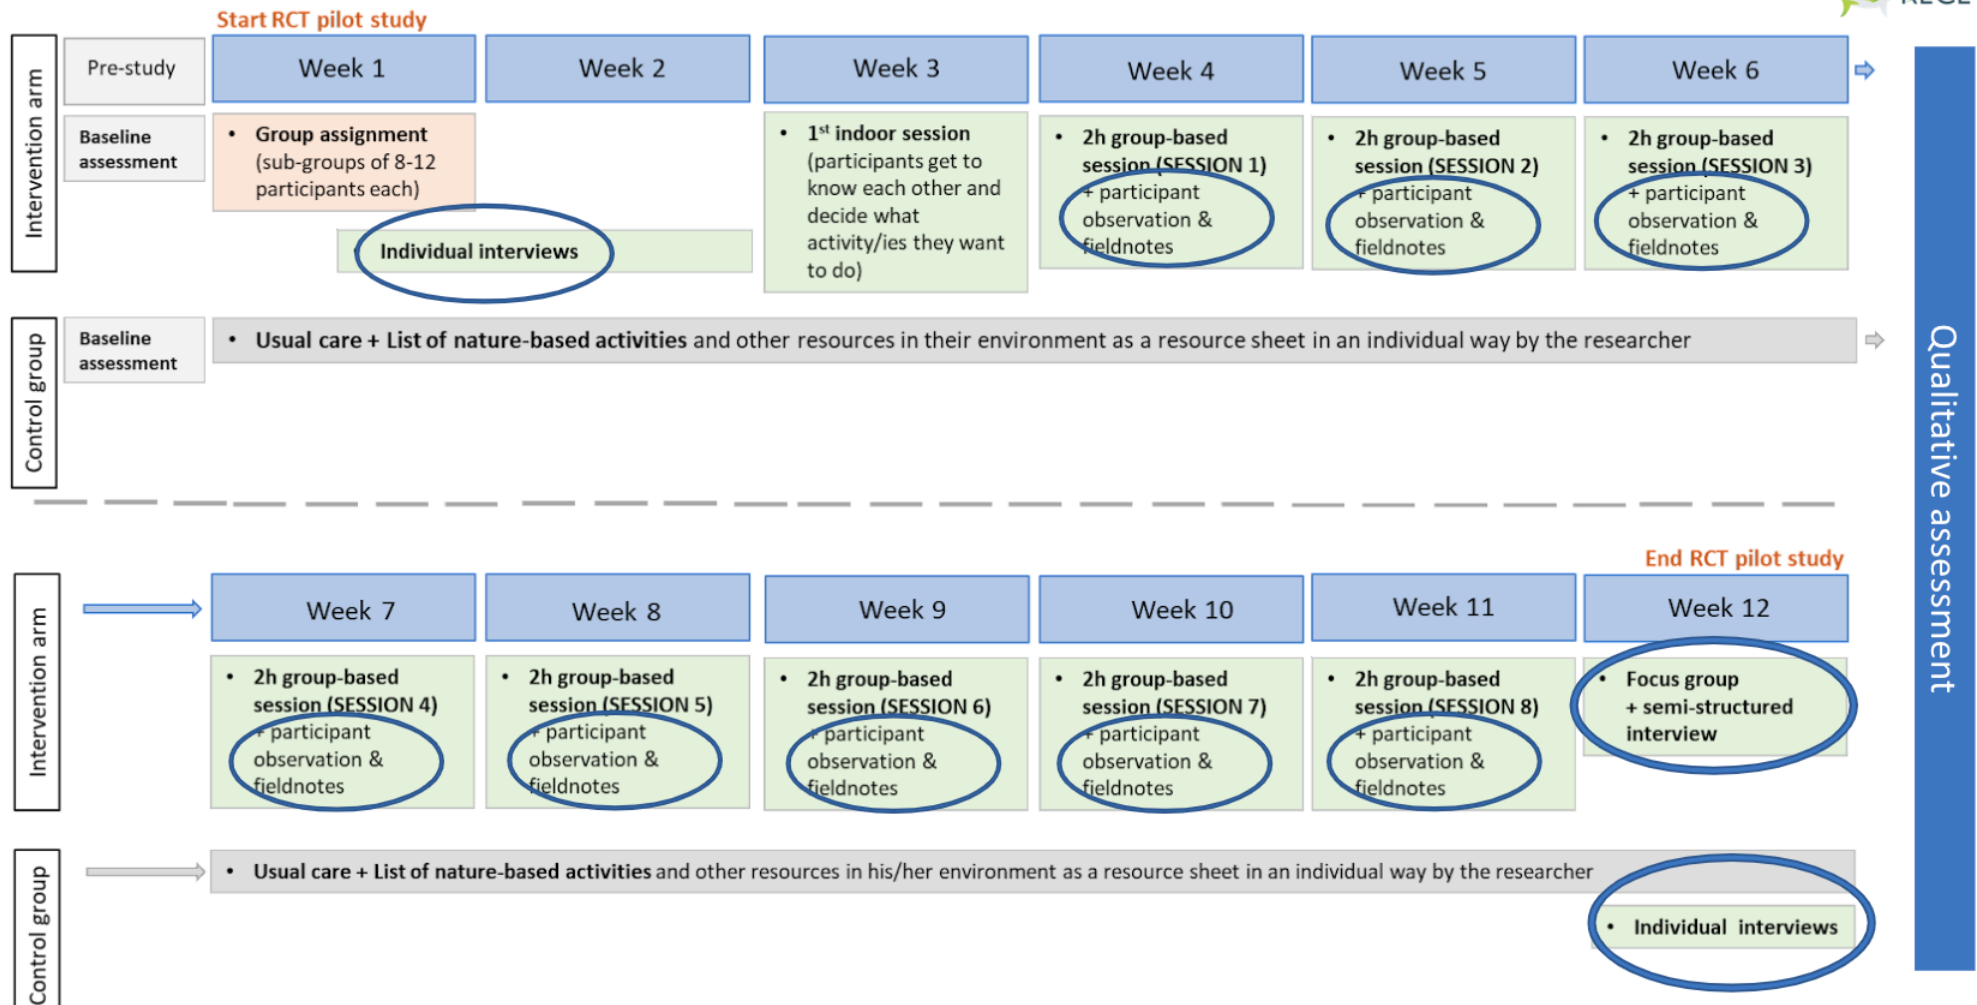 Start RCT pilot study
Intervention arm
Pre-study
Week 1
Week 2
Week 3
Week 4
Week 5
Week 6
Baseline
assessment
• Group assignment
(sub-groups of 8-12
participants each)
Individual interviews
• 1st indoor session
(participants get to
know each other and
decide what
activity/ies they want
to do)
• 2h group-based
session (SESSION 1)
+ participant
observation &
fieldnotes
• 2h group-based
session (SESSION 2)
+ participant
observation &
fieldnotes
• 2h group-based
session (SESSION 3)
+ participant
observation &
fieldnotes
Control group
Baseline
assessment
• Usual care + List of nature-based activities and other resources in their environment as a resource sheet in an individual way by the researcher
Qualitative assessment
End RCT pilot study
Intervention arm
Week 7
Week 8
Week 9
Week 10
Week 11
Week 12
• 2h group-based
session (SESSION 4)
+ participant
observation &
fieldnotes
• 2h group-based
session (SESSION 5)
+ participant
observation &
fieldnotes
• 2h group-based
session (SESSION 6)
+ participant
observation &
fieldnotes
• 2h group-based
session (SESSION 7)
+ participant
observation &
fieldnotes
• 2h group-based
session (SESSION 8)
+ participant
observation &
fieldnotes
• Focus group
+ semi-structured
interview
Control group
• Usual care + List of nature-based activities and other resources in his/her environment as a resource sheet in an individual way by the researcher
• Individual interviews